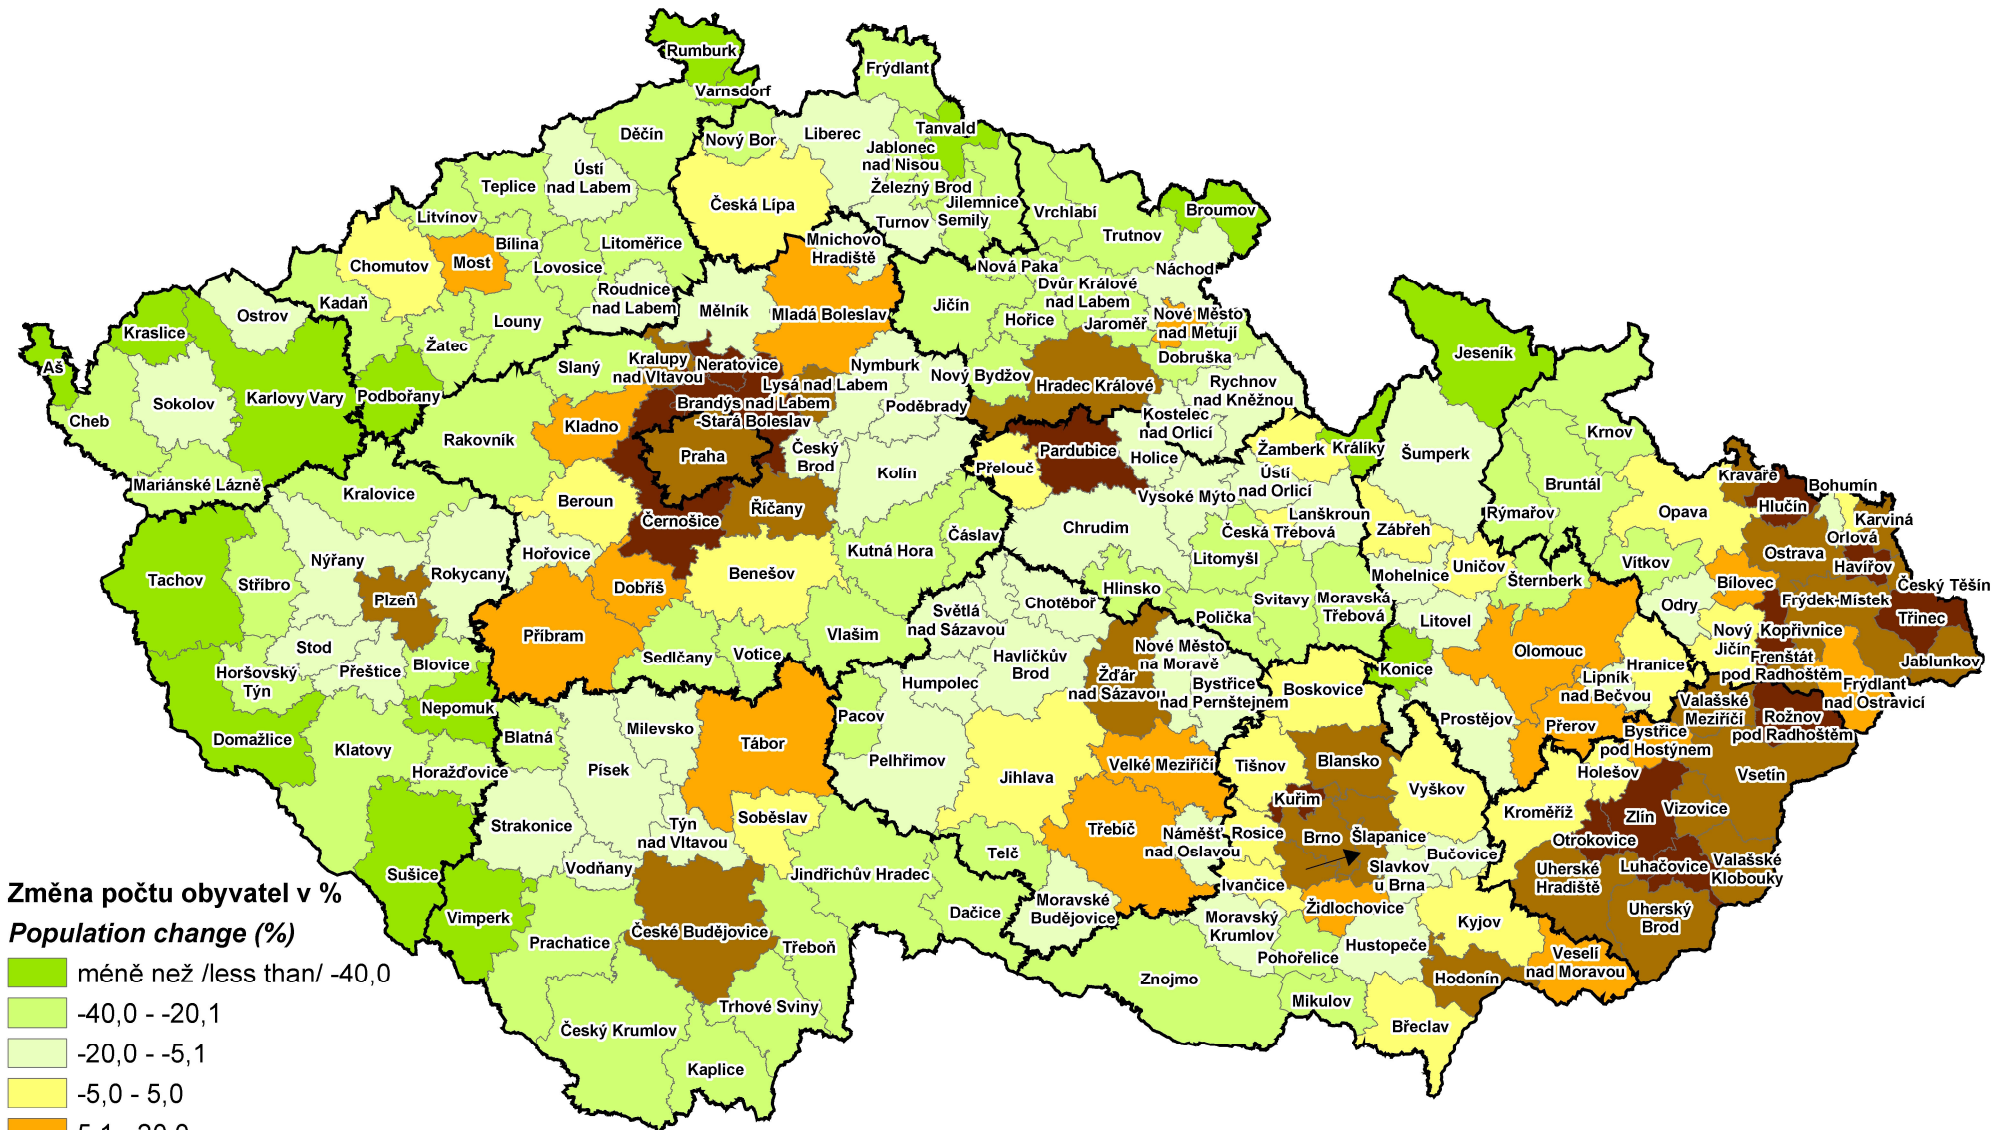 Rumburk
Varnsdorf
Frýdlant
Děčín
Nový Bor
Liberec
Tanvald
Jablonec
nad Nisou
Ústí
nad Labem
Teplice
Železný Brod
Jilemnice
Semily
Turnov
Česká Lípa
Vrchlabí
Trutnov
Broumov
Litvínov
Bílina
Litoměřice
Mnichovo
Hradiště
Chomutov
Most
Lovosice
Roudnice
nad Labem
Nová Paka
Dvůr Králové
nad Labem
Náchod
Kadaň
Louny
Žatec
Mělník
Mladá Boleslav
Jičín
Hořice
Jaroměř
Nové Město
nad Metují
Ostrov
Kraslice
Aš
Cheb
Sokolov
Karlovy Vary
Podbořany
Mariánské Lázně
Slaný
Kralupy
nad Vltavou
Neratovice
Lysá nad Labem
Nymburk
Nový Bydžov
Hradec Králové
Dobruška
Rychnov
nad Kněžnou
Jeseník
Rakovník
Kladno
Brandýs nad Labem
-Stará Boleslav
Poděbrady
Kostelec
nad Orlicí
Praha
Český
Brod
Kolín
Přelouč
Pardubice
Holice
Žamberk
Králíky
Šumperk
Krnov
Kralovice
Beroun
Říčany
Černošice
Vysoké Mýto
Ústí
nad Orlicí
Bruntál
Rýmařov
Opava
Kravaře
Hlučín
Bohumín
Karviná
Orlová
Ostrava
Havířov
Český Těšín
Tachov
Stříbro
Nýřany
Rokycany
Hořovice
Plzeň
Kutná Hora
Čáslav
Chrudim
Lanškroun
Česká Třebová
Litomyšl
Zábřeh
Mohelnice
Uničov
Šternberk
Vítkov
Bílovec
Frýdek-Místek
Třinec
Dobříš
Benešov
Příbram
Sedlčany
Votice
Vlašim
Světlá
nad Sázavou
Chotěboř
Hlinsko
Polička
Svitavy
Moravská
Třebová
Litovel
Odry
Nový
Jičín
Kopřivnice
Frenštát
pod Radhoštěm
Jablunkov
Frýdlant
nad Ostravicí
Stod
Horšovský
Týn
Přeštice
Blovice
Nepomuk
Domažlice
Klatovy
Horažďovice
Blatná
Milevsko
Písek
Tábor
Pacov
Pelhřimov
Humpolec
Havlíčkův
Brod
Žďár
nad Sázavou
Nové Město
na Moravě
Bystřice
nad Pernštejnem
Boskovice
Konice
Olomouc
Hranice
Lipník
nad Bečvou
Prostějov
Přerov
Bystřice
pod Hostýnem
Valašské
Meziříčí
Rožnov
pod Radhoštěm
Vsetín
Holešov
Jihlava
Velké Meziříčí
Tišnov
Blansko
Vyškov
Kroměříž
Zlín
Vizovice
Otrokovice
Strakonice
Týn
nad Vltavou
Soběslav
Třebíč
Náměšť
nad Oslavou
Kuřim
Rosice
Brno
Šlapanice
Bučovice
Slavkov
u Brna
Luhačovice
Valašské
Klobouky
Uherské
Hradiště
Sušice
Vodňany
Jindřichův Hradec
Telč
Dačice
Moravské
Budějovice
Ivančice
Židlochovice
Kyjov
Uherský
Brod
Vimperk
Prachatice
České Budějovice
Třeboň
Moravský
Krumlov
Pohořelice
Hustopeče
Veselí
nad Moravou
Hodonín
Znojmo
Mikulov
Břeclav
Trhové Sviny
Český Krumlov
Kaplice
Změna počtu obyvatel v %
Population change (%)
méně než /less than/ -40,0
-40,0 - -20,1
-20,0 - -5,1
-5,0 - 5,0